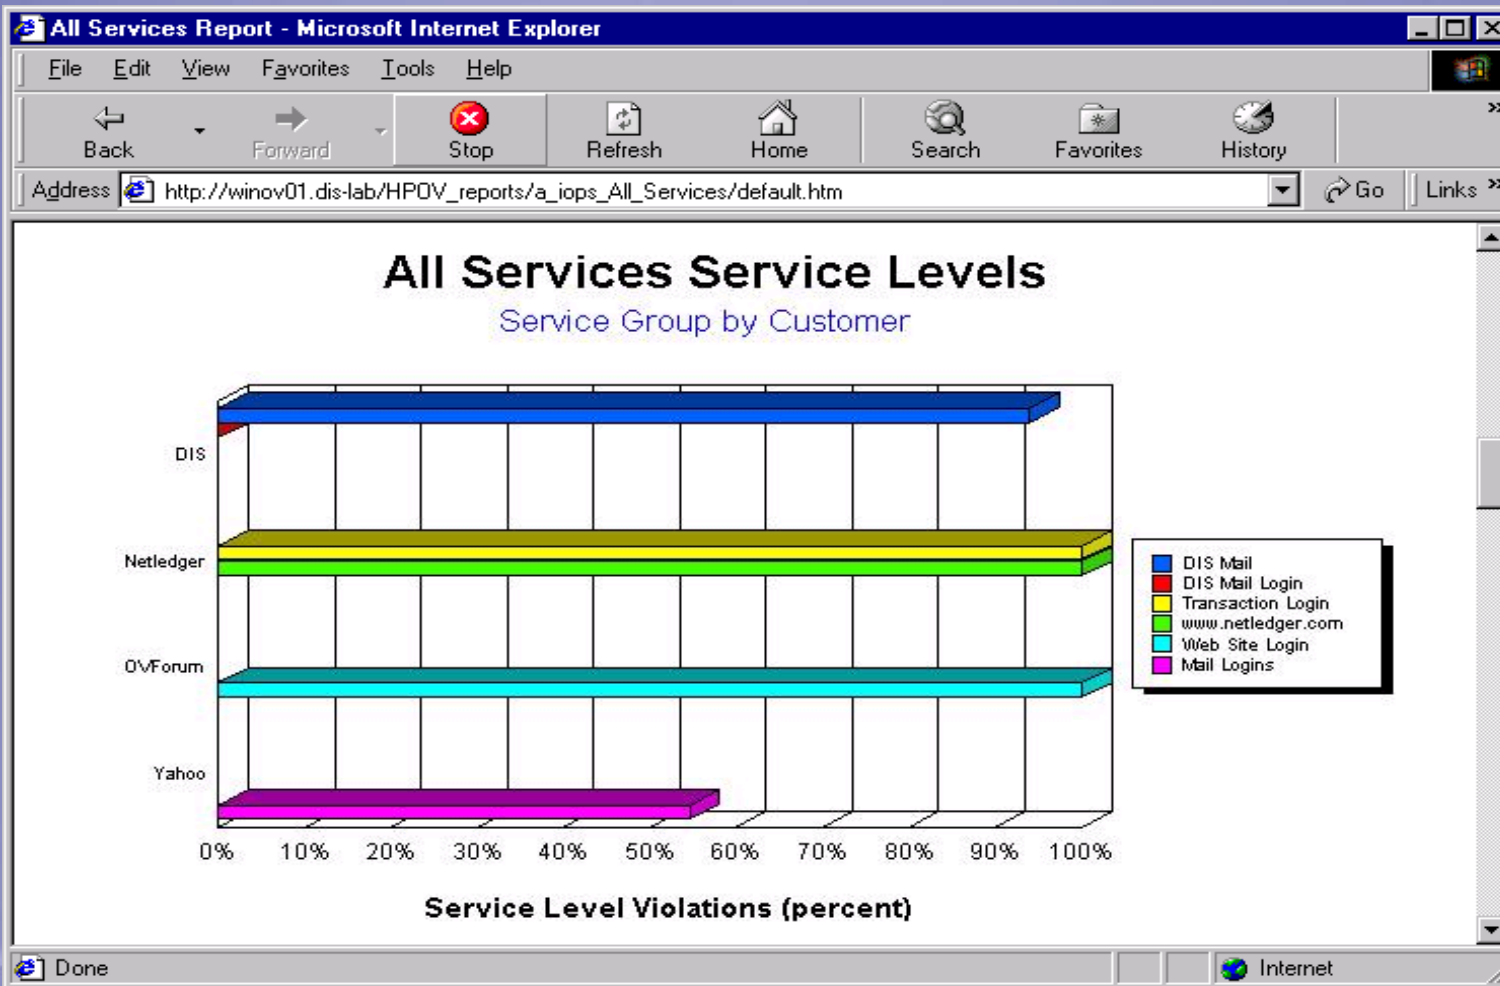 All Services Report - Microsoft Internet Explorer
File Edit View Favorites Tools Help
Back Forward Stop Refresh Home Search Favorites History »
Address http://winov01.dis-lab/HPOV_reports/a_iops_All_Services/default.htm Go Links »
All Services Service Levels
Service Group by Customer
DIS
Netledger
OVForum
Yahoo
0% 10% 20% 30% 40% 50% 60% 70% 80% 90% 100%
Service Level Violations (percent)
DIS Mail
DIS Mail Login
Transaction Login
www.netledger.com
Web Site Login
Mail Logins
Done Internet